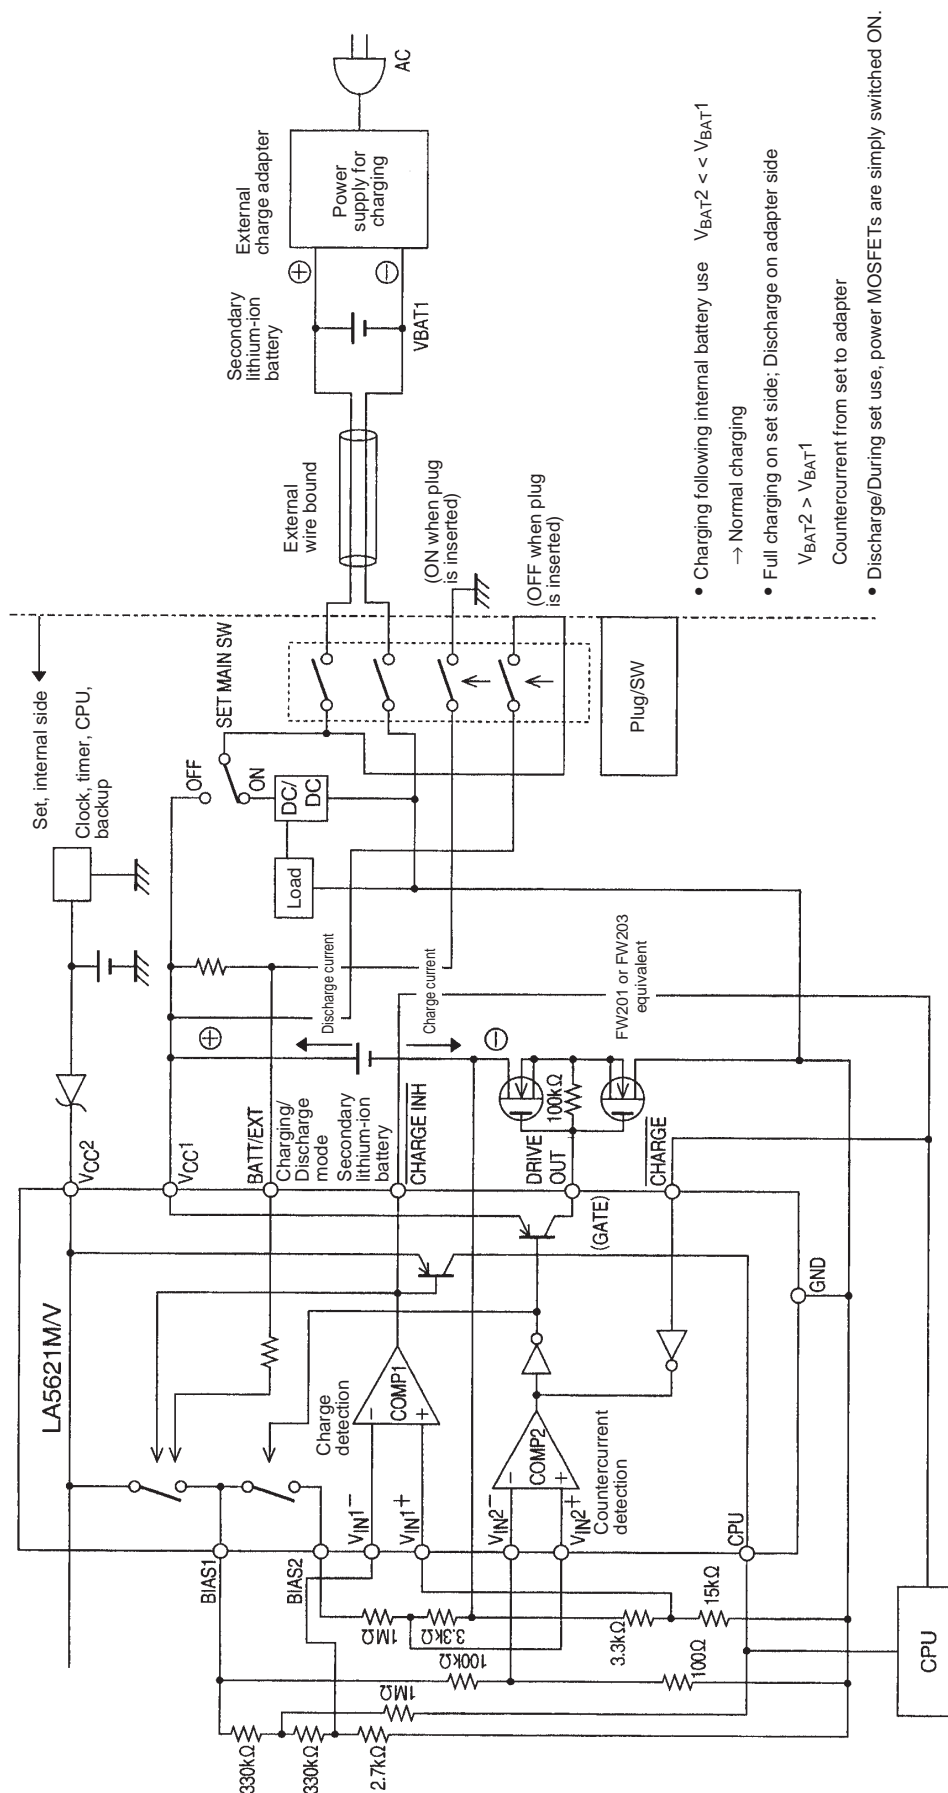 AC
External
charge adapter
Power
supply for
charging
⊕
⊖
Secondary
lithium-ion
battery
VBAT1
External
wire bound
(ON when plug
is inserted)
(OFF when plug
is inserted)
• Charging following internal battery use VBAT2 < < VBAT1
→ Normal charging
• Full charging on set side; Discharge on adapter side
VBAT2 > VBAT1
Countercurrent from set to adapter
• Discharge/During set use, power MOSFETs are simply switched ON.
Set, internal side
Clock, timer, CPU,
backup
SET MAIN SW
OFF
ON
DC/
DC
Load
Plug/SW
Discharge current
Charge current
⊕
⊖
FW201 or FW203
equivalent
100kΩ
VCC2
VCC1
BATT/EXT
Charging/
Discharge
mode
Secondary
lithium-ion
battery
CHARGE INH
DRIVE
OUT
(GATE)
CHARGE
GND
LA5621M/V
Charge
detection
COMP1
−
+
COMP2
−
+
Countercurrent
detection
BIAS1
BIAS2
VIN1−
VIN1+
VIN2−
VIN2+
CPU
1MΩ
3.3kΩ
3.3kΩ
15kΩ
100kΩ
100Ω
1MΩ
330kΩ
330kΩ
2.7kΩ
CPU